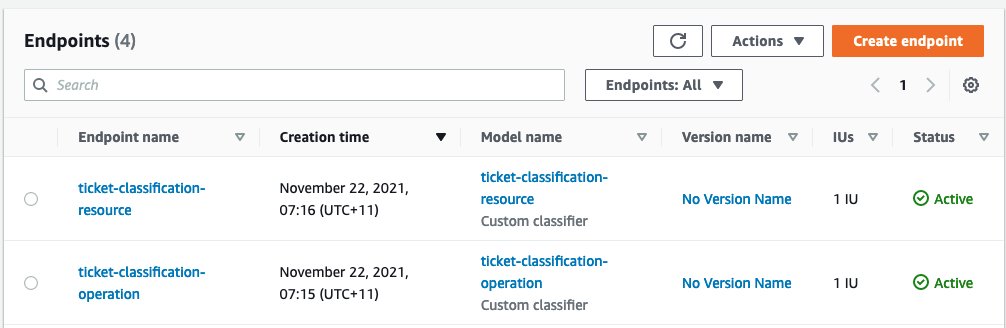 Endpoints (4)
Actions
Create endpoint
Search
Endpoints: All
1
Endpoint name
Creation time
Model name
Version name
IUs
Status
ticket-classification-
resource
November 22, 2021,
07:16 (UTC+11)
ticket-classification-
resource
Custom classifier
No Version Name
1 IU
Active
ticket-classification-
operation
November 22, 2021,
07:15 (UTC+11)
ticket-classification-
operation
Custom classifier
No Version Name
1 IU
Active